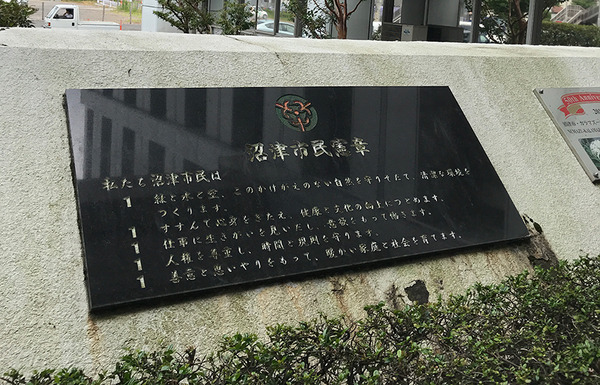 沼津市民憲章
私たち沼津市民は
1 緑と水と空、このかけがえのない自然を守りそだて、清潔な環境を
つくります。
1 すすんで心身をきたえ、健康と文化の向上につとめます。
1 仕事に生きがいを見いだし、意欲をもって働きます。
1 人権を尊重し、時間と規則を守ります。
1 善意と思いやりをもって、暖かい家庭と社会を育てます。
50th Anniver